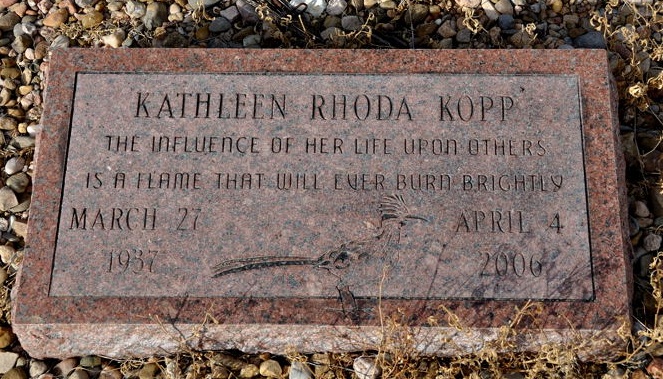 KATHLEEN RHODA KOPP
THE INFLUENCE OF HER LIFE UPON OTHERS
IS A FLAME THAT WILL EVER BURN BRIGHTLY
MARCH 27
1937
APRIL 4
2006